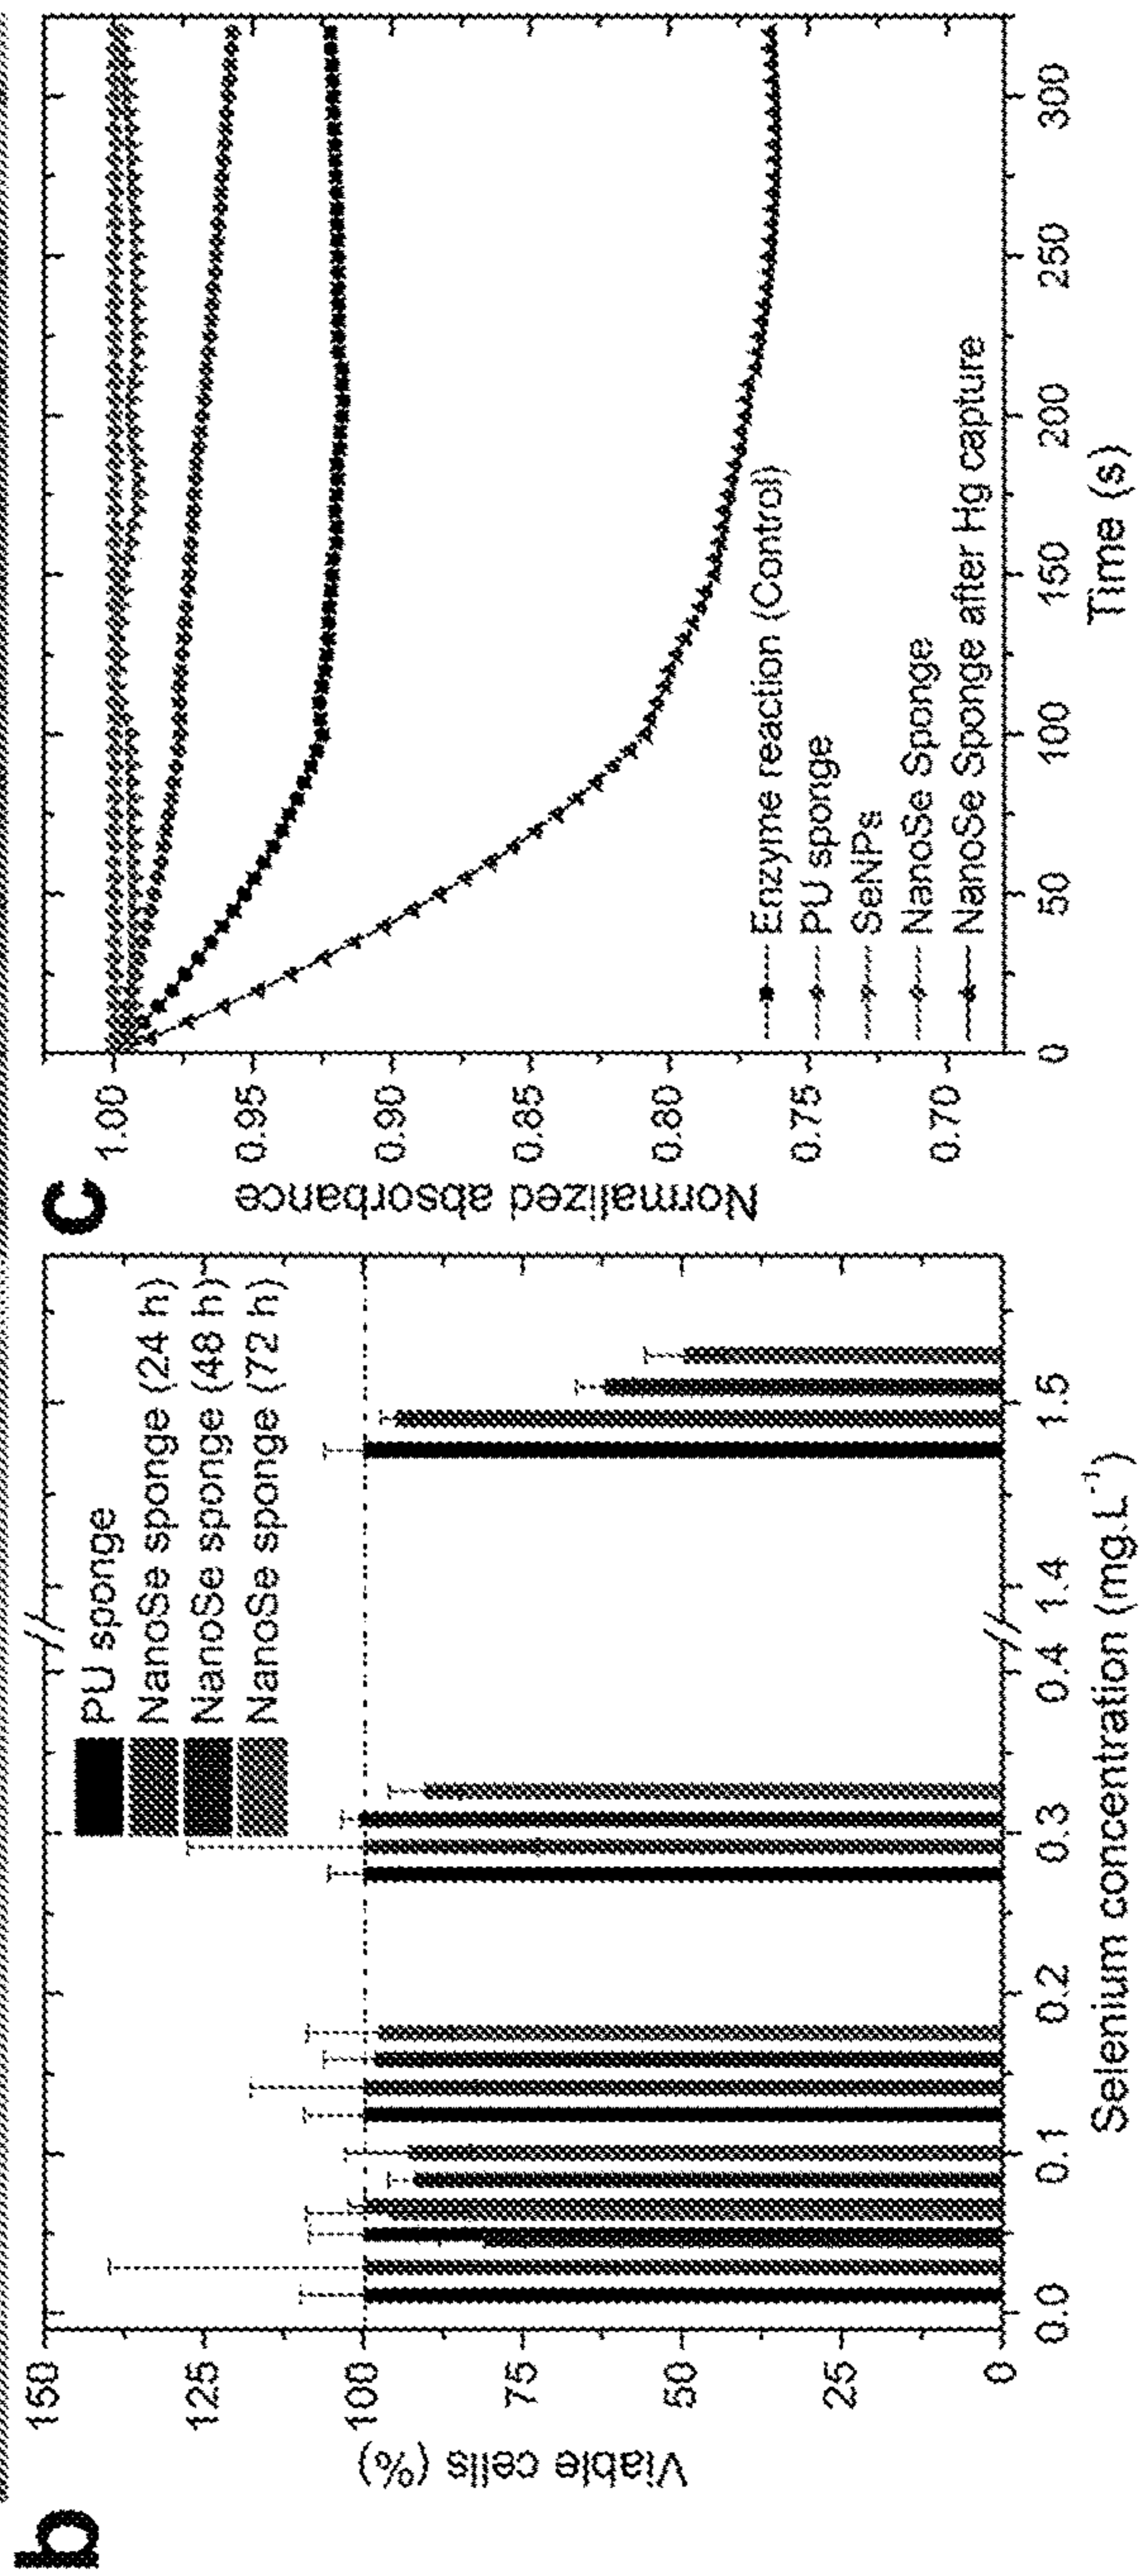 b
Viable cells (%)
150
125
100
75
50
25
0
PU sponge
NanoSe sponge (24 h)
NanoSe sponge (48 h)
NanoSe sponge (72 h)
0.0
0.1
0.2
0.3
0.4
1.4
1.5
Selenium concentration (mg.L⁻¹)
c
Normalized absorbance
1.00
0.95
0.90
0.85
0.80
0.75
0.70
Enzyme reaction (Control)
PU sponge
SeNPs
NanoSe Sponge
NanoSe Sponge after Hg capture
0
50
100
150
200
250
300
Time (s)